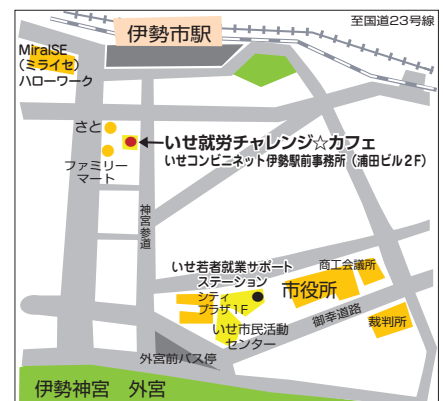 至国道23号線
伊勢市駅
MiraISE
(ミライセ)
ハローワーク
さと
いせ就労チャレンジ☆カフェ
いせコンビニネット伊勢駅前事務所(浦田ビル2F)
ファミリー
マート
神宮参道
いせ若者就業サポート
ステーション
シティ
プラザ1F
商工会議所
市役所
御幸道路
裁判所
いせ市民活動
センター
外宮前バス停
伊勢神宮 外宮